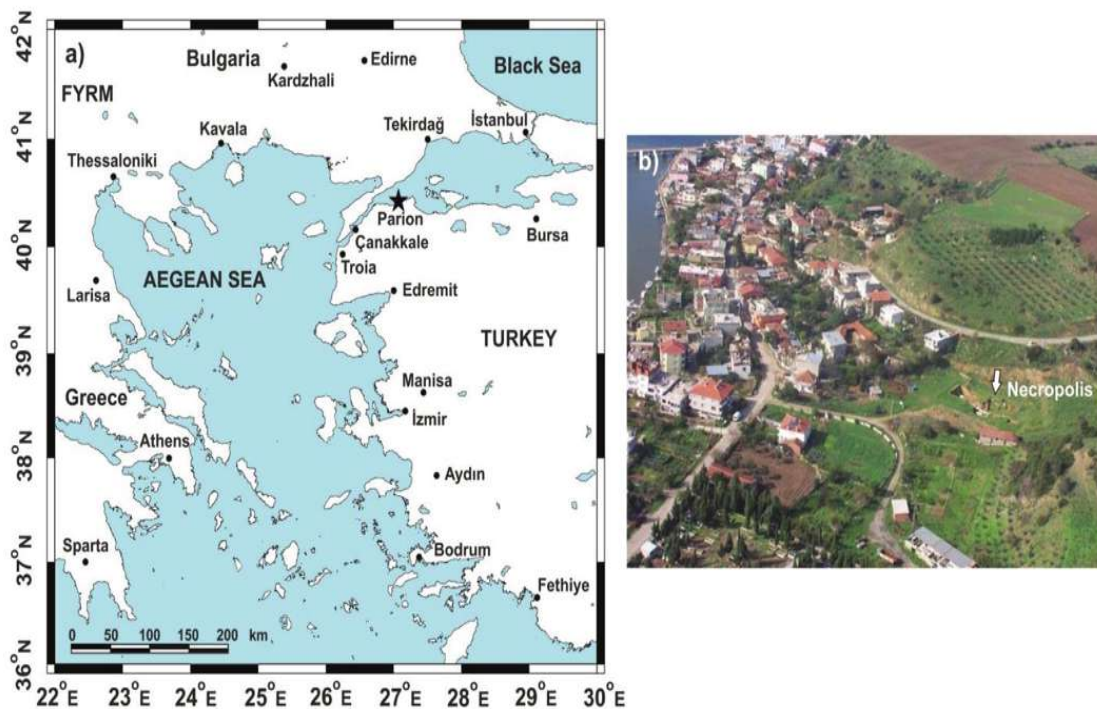 a)
Bulgaria
Edirne
Black Sea
Kardzhali
FYRM
Kavala
Tekirdağ
İstanbul
Thessaloniki
Parion
Bursa
Çanakkale
Troia
AEGEAN SEA
Larisa
Edremit
TURKEY
Manisa
Greece
İzmir
Athens
Aydın
Sparta
Bodrum
Fethiye
0 50 100 150 200 km
42°N
41°N
40°N
39°N
38°N
37°N
36°N
22°E 23°E 24°E 25°E 26°E 27°E 28°E 29°E 30°E
b)
Necropolis